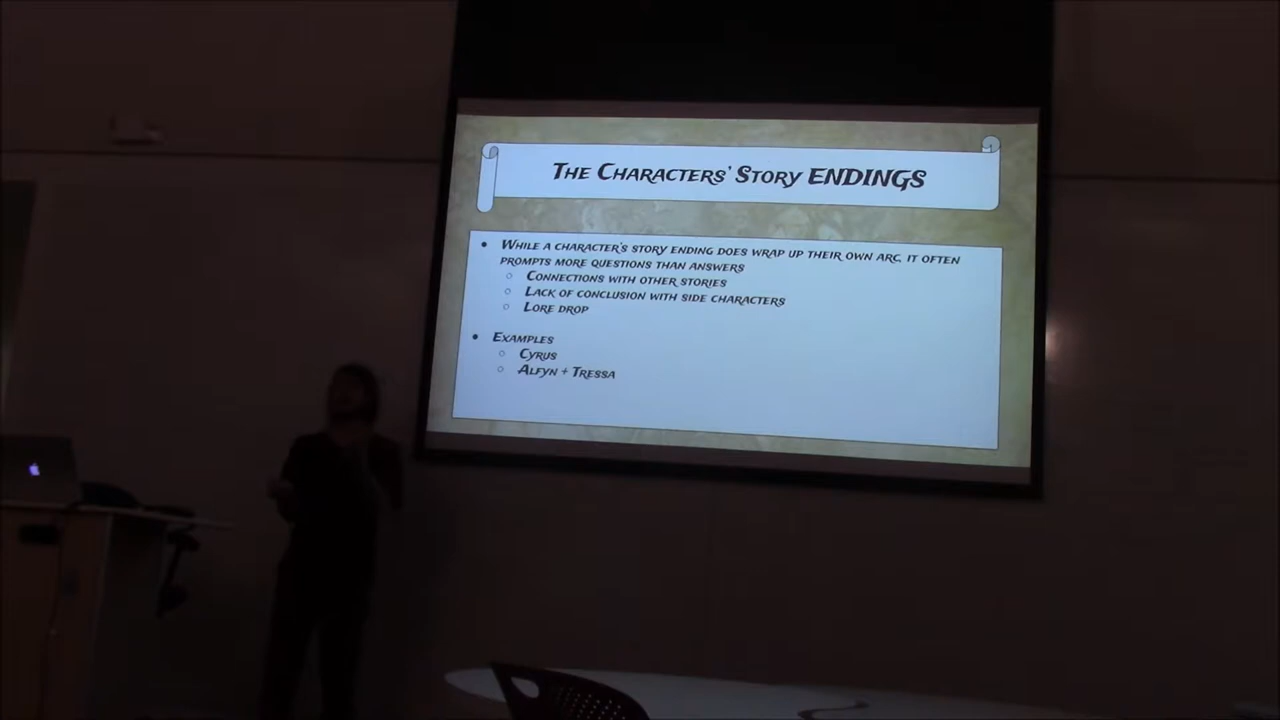 The Characters' Story ENDINGS
• While a character's story ending does wrap up their own arc, it often
prompts more questions than answers
○ Connections with other stories
○ Lack of conclusion with side characters
○ Lore drop
• Examples
○ Cyrus
○ Alfyn + Tressa